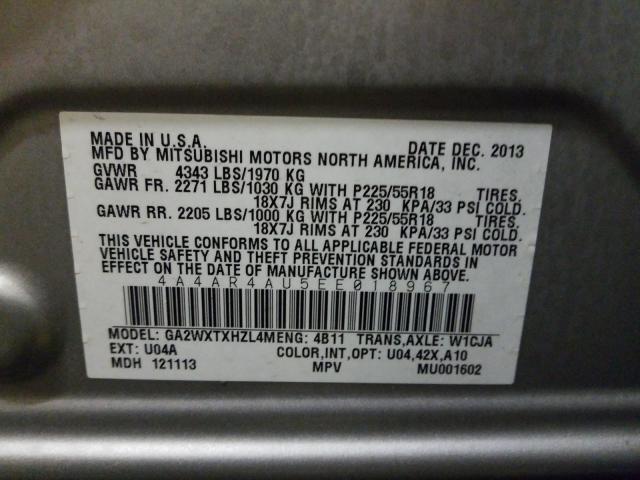 MADE IN U.S.A. DATE DEC. 2013
MFD BY MITSUBISHI MOTORS NORTH AMERICA, INC.
GVWR 4343 LBS/1970 KG
GAWR FR. 2271 LBS/1030 KG WITH P225/55R18 TIRES.
18X7J RIMS AT 230 KPA/33 PSI COLD.
GAWR RR. 2205 LBS/1000 KG WITH P225/55R18 TIRES.
18X7J RIMS AT 230 KPA/33 PSI COLD.
THIS VEHICLE CONFORMS TO ALL APPLICABLE FEDERAL MOTOR
VEHICLE SAFETY AND THEFT PREVENTION STANDARDS IN
EFFECT ON THE DATE OF MANUFACTURE SHOWN ABOVE.
4A4AR4AU5EE018967
MODEL: GA2WXTXHZL4MENG: 4B11 TRANS,AXLE: W1CJA
EXT: U04A COLOR,INT,OPT: U04,42X,A10
MDH 121113 MPV MU001602